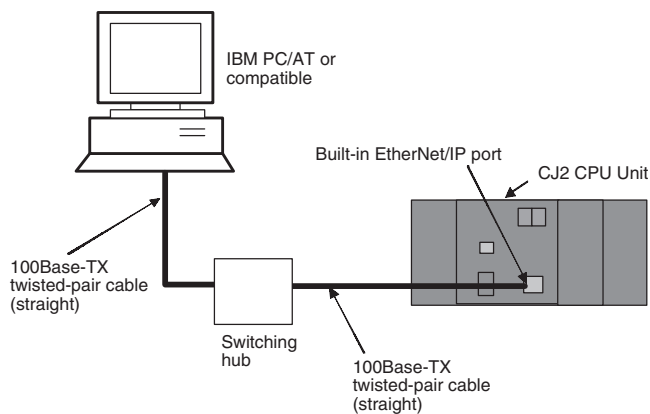 IBM PC/AT or
compatible
Built-in EtherNet/IP port
CJ2 CPU Unit
100Base-TX
twisted-pair cable
(straight)
Switching
hub
100Base-TX
twisted-pair cable
(straight)